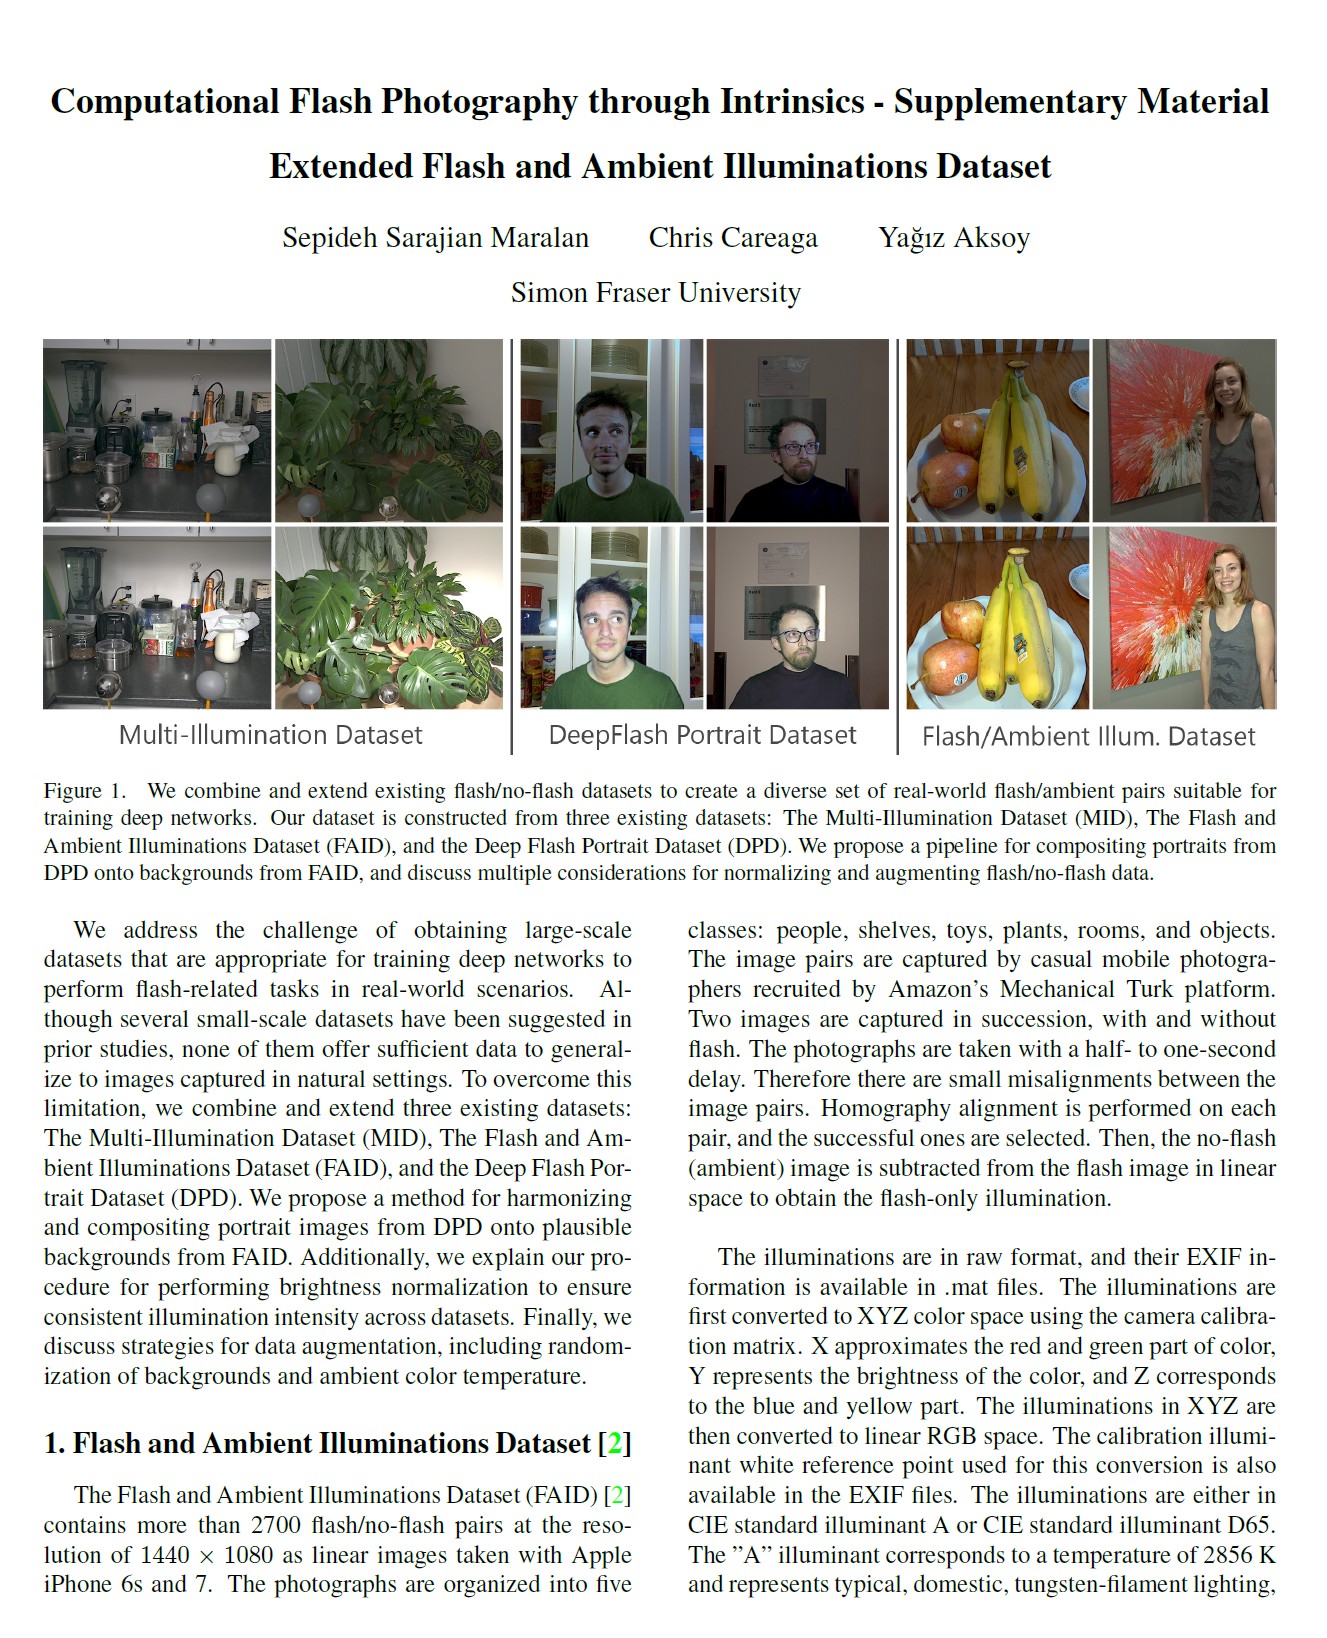 Computational Flash Photography through Intrinsics - Supplementary Material
Extended Flash and Ambient Illuminations Dataset
Sepideh Sarajian Maralan Chris Careaga Yağız Aksoy
Simon Fraser University
Multi-Illumination Dataset
DeepFlash Portrait Dataset
Flash/Ambient Illum. Dataset
Figure 1. We combine and extend existing flash/no-flash datasets to create a diverse set of real-world flash/ambient pairs suitable for
training deep networks. Our dataset is constructed from three existing datasets: The Multi-Illumination Dataset (MID), The Flash and
Ambient Illuminations Dataset (FAID), and the Deep Flash Portrait Dataset (DPD). We propose a pipeline for compositing portraits from
DPD onto backgrounds from FAID, and discuss multiple considerations for normalizing and augmenting flash/no-flash data.
We address the challenge of obtaining large-scale
datasets that are appropriate for training deep networks to
perform flash-related tasks in real-world scenarios. Al-
though several small-scale datasets have been suggested in
prior studies, none of them offer sufficient data to general-
ize to images captured in natural settings. To overcome this
limitation, we combine and extend three existing datasets:
The Multi-Illumination Dataset (MID), The Flash and Am-
bient Illuminations Dataset (FAID), and the Deep Flash Por-
trait Dataset (DPD). We propose a method for harmonizing
and compositing portrait images from DPD onto plausible
backgrounds from FAID. Additionally, we explain our pro-
cedure for performing brightness normalization to ensure
consistent illumination intensity across datasets. Finally, we
discuss strategies for data augmentation, including random-
ization of backgrounds and ambient color temperature.
1. Flash and Ambient Illuminations Dataset [2]
The Flash and Ambient Illuminations Dataset (FAID) [2]
contains more than 2700 flash/no-flash pairs at the reso-
lution of 1440 × 1080 as linear images taken with Apple
iPhone 6s and 7. The photographs are organized into five
classes: people, shelves, toys, plants, rooms, and objects.
The image pairs are captured by casual mobile photogra-
phers recruited by Amazon's Mechanical Turk platform.
Two images are captured in succession, with and without
flash. The photographs are taken with a half- to one-second
delay. Therefore there are small misalignments between the
image pairs. Homography alignment is performed on each
pair, and the successful ones are selected. Then, the no-flash
(ambient) image is subtracted from the flash image in linear
space to obtain the flash-only illumination.
The illuminations are in raw format, and their EXIF in-
formation is available in .mat files. The illuminations are
first converted to XYZ color space using the camera calibra-
tion matrix. X approximates the red and green part of color,
Y represents the brightness of the color, and Z corresponds
to the blue and yellow part. The illuminations in XYZ are
then converted to linear RGB space. The calibration illumi-
nant white reference point used for this conversion is also
available in the EXIF files. The illuminations are either in
CIE standard illuminant A or CIE standard illuminant D65.
The ”A” illuminant corresponds to a temperature of 2856 K
and represents typical, domestic, tungsten-filament lighting,